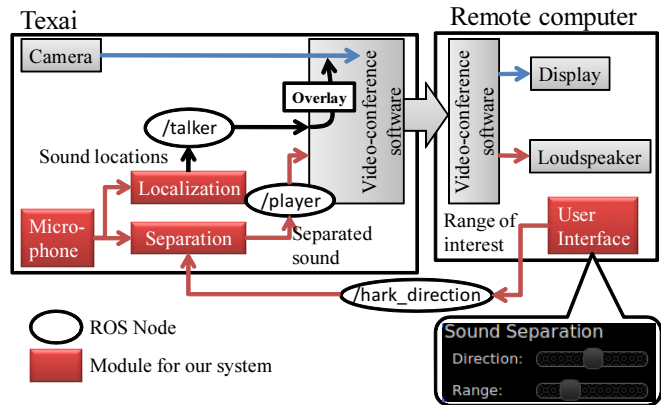 Texai
Remote computer
Camera
Overlay
Video-conference
software
Video-conference
software
Display
/talker
Sound locations
Loudspeaker
Localization
/player
Micro-
phone
Separation
Separated
sound
Range of
interest
User
Interface
/hark_direction
ROS Node
Module for our system
Sound Separation
Direction:
Range: